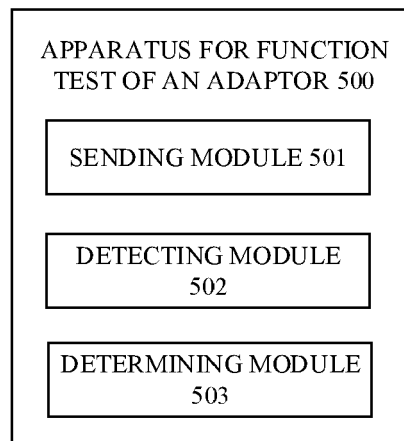 APPARATUS FOR FUNCTION
TEST OF AN ADAPTOR 500
SENDING MODULE 501
DETECTING MODULE
502
DETERMINING MODULE
503